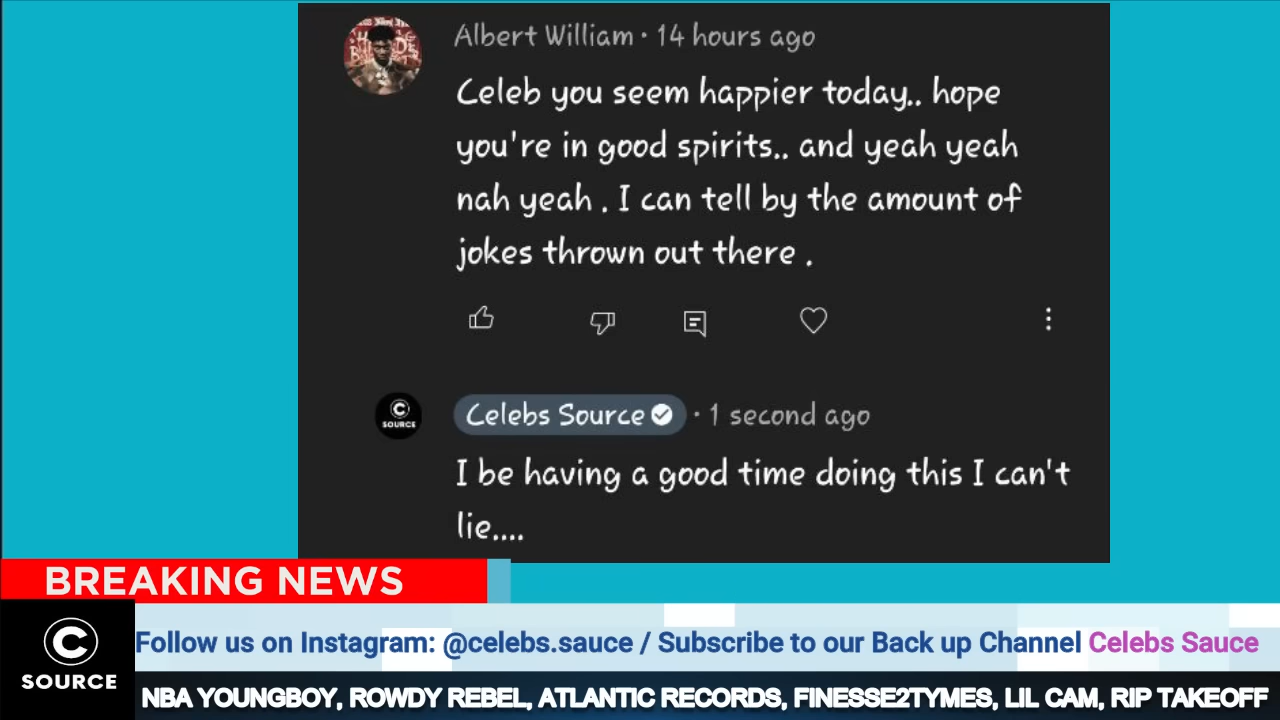 Albert William · 14 hours ago
Celeb you seem happier today.. hope
you're in good spirits.. and yeah yeah
nah yeah . I can tell by the amount of
jokes thrown out there .
C
SOURCE
Celebs Source · 1 second ago
I be having a good time doing this I can't
lie....
BREAKING NEWS
C
SOURCE
Follow us on Instagram: @celebs.sauce / Subscribe to our Back up Channel Celebs Sauce
NBA YOUNGBOY, ROWDY REBEL, ATLANTIC RECORDS, FINESSE2TYMES, LIL CAM, RIP TAKEOFF